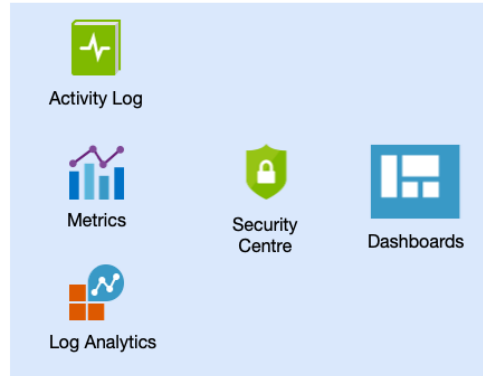 Activity Log
Metrics
Security
Centre
Dashboards
Log Analytics